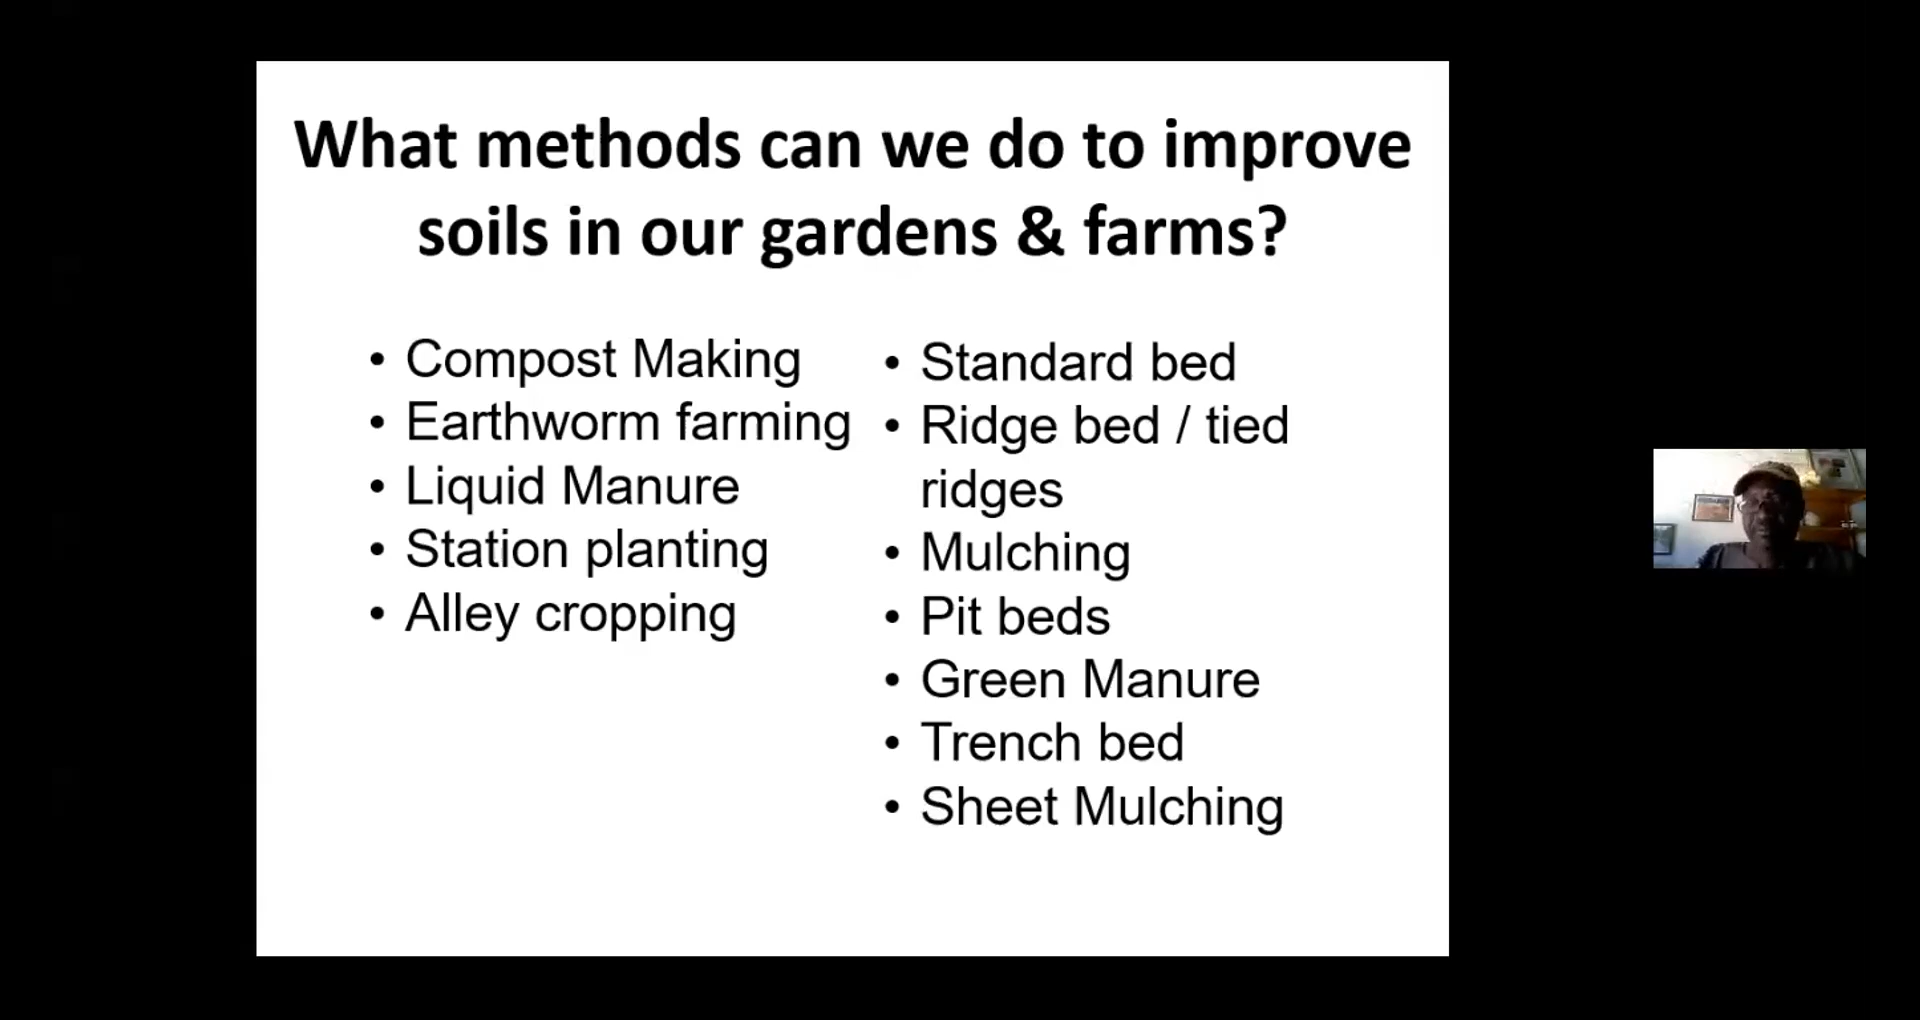 What methods can we do to improve
soils in our gardens & farms?
• Compost Making
• Earthworm farming
• Liquid Manure
• Station planting
• Alley cropping
• Standard bed
• Ridge bed / tied
ridges
• Mulching
• Pit beds
• Green Manure
• Trench bed
• Sheet Mulching